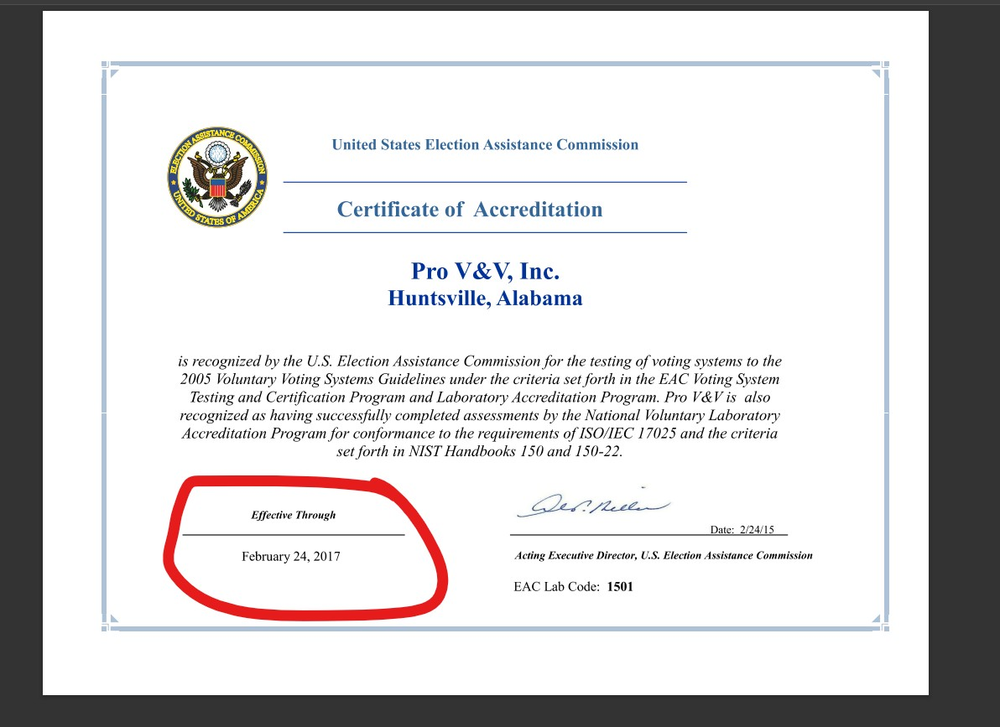 ELECTION ASSISTANCE COMMISSION
UNITED STATES OF AMERICA
United States Election Assistance Commission
Certificate of Accreditation
Pro V&V, Inc.
Huntsville, Alabama
is recognized by the U.S. Election Assistance Commission for the testing of voting systems to the
2005 Voluntary Voting Systems Guidelines under the criteria set forth in the EAC Voting System
Testing and Certification Program and Laboratory Accreditation Program. Pro V&V is also
recognized as having successfully completed assessments by the National Voluntary Laboratory
Accreditation Program for conformance to the requirements of ISO/IEC 17025 and the criteria
set forth in NIST Handbooks 150 and 150-22.
Effective Through
February 24, 2017
Date: 2/24/15
Acting Executive Director, U.S. Election Assistance Commission
EAC Lab Code: 1501